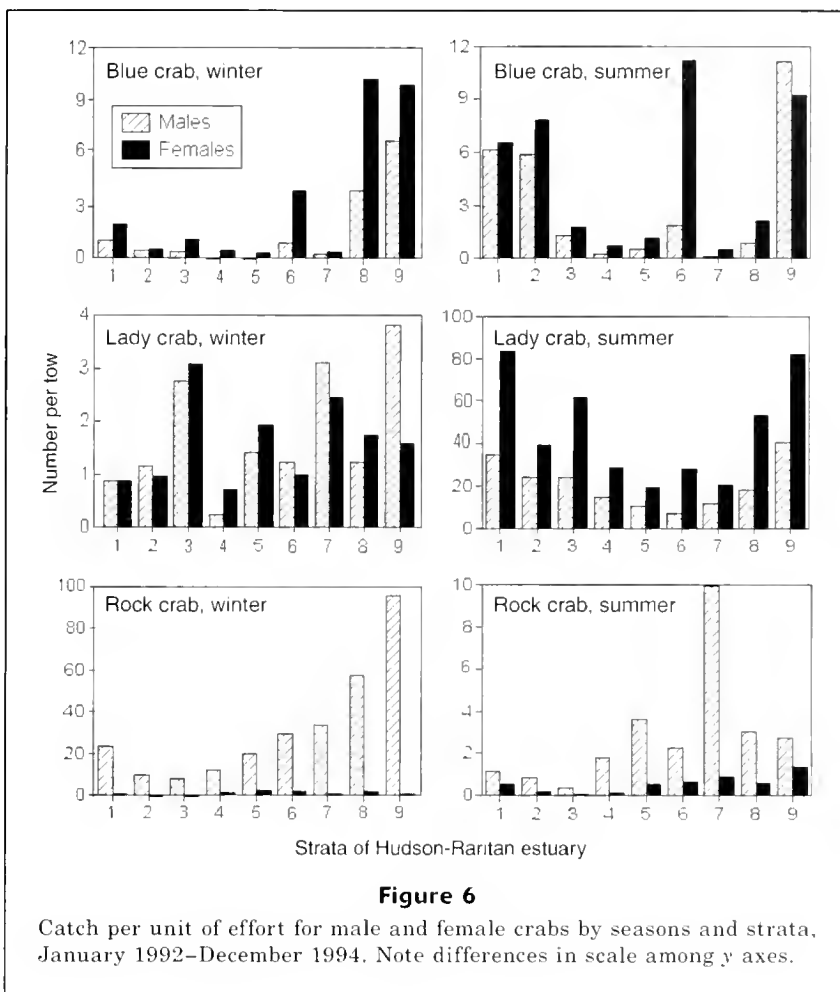 Blue crab, winter
Males
Females
12
9
6
3
0
1 2 3 4 5 6 7 8 9
Blue crab, summer
12
9
6
3
0
1 2 3 4 5 6 7 8 9
Number per tow
Lady crab, winter
4
3
2
1
0
1 2 3 4 5 6 7 8 9
Lady crab, summer
100
80
60
40
20
0
1 2 3 4 5 6 7 8 9
Rock crab, winter
100
80
60
40
20
0
1 2 3 4 5 6 7 8 9
Rock crab, summer
10
8
6
4
2
0
1 2 3 4 5 6 7 8 9
Strata of Hudson-Raritan estuary
Figure 6
Catch per unit of effort for male and female crabs by seasons and strata,
January 1992–December 1994. Note differences in scale among y axes.